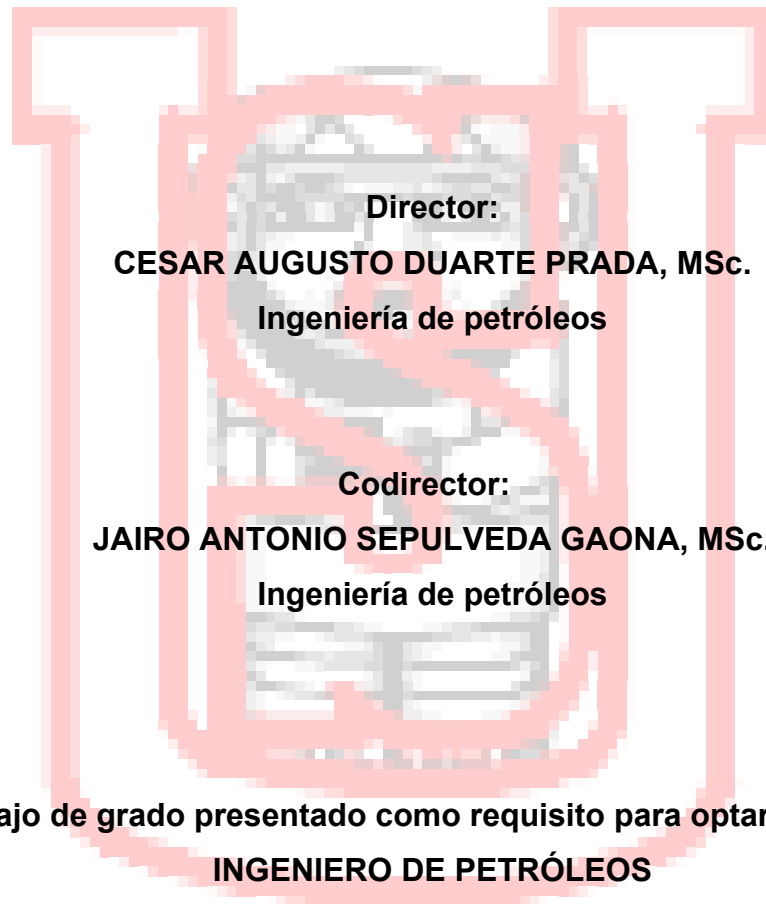 Director:
CESAR AUGUSTO DUARTE PRADA, MSc.
Ingeniería de petróleos
Codirector:
JAIRO ANTONIO SEPULVEDA GAONA, MSc.
Ingeniería de petróleos
ajo de grado presentado como requisito para optar
INGENIERO DE PETRÓLEOS